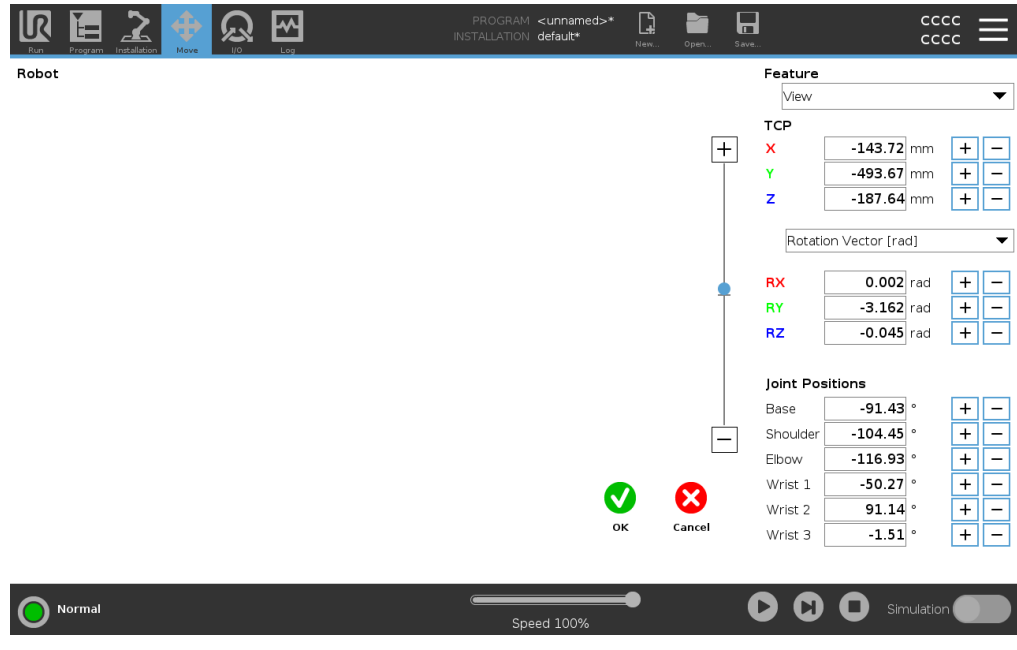 UR
PROGRAM <unnamed>*
INSTALLATION default*
CCCC
CCCC
Run Program Installation Move I/O Log New... Open... Save...
Robot
Feature
View
TCP
+ X -143.72 mm + −
Y -493.67 mm + −
Z -187.64 mm + −
Rotation Vector [rad]
RX 0.002 rad + −
RY -3.162 rad + −
RZ -0.045 rad + −
Joint Positions
Base -91.43 ° + −
− Shoulder -104.45 ° + −
Elbow -116.93 ° + −
Wrist 1 -50.27 ° + −
Wrist 2 91.14 ° + −
Wrist 3 -1.51 ° + −
OK Cancel
Normal
Speed 100%
Simulation